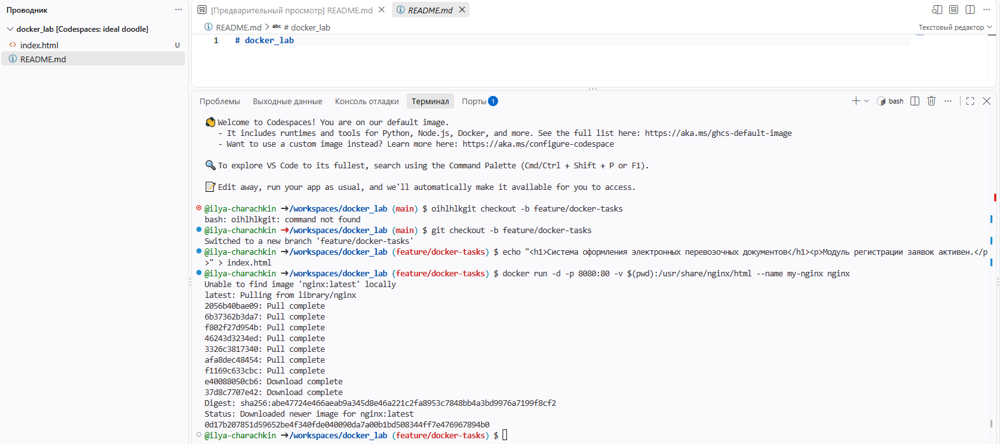 Проводник
docker_lab [Codespaces: ideal doodle]
index.html U
README.md
[Предварительный просмотр] README.md
README.md
README.md > abc # docker_lab
Текстовый редактор
1 # docker_lab
Проблемы Выходные данные Консоль отладки Терминал Порты 1
bash
Welcome to Codespaces! You are on our default image.
- It includes runtimes and tools for Python, Node.js, Docker, and more. See the full list here: https://aka.ms/ghcs-default-image
- Want to use a custom image instead? Learn more here: https://aka.ms/configure-codespace
To explore VS Code to its fullest, search using the Command Palette (Cmd/Ctrl + Shift + P or F1).
Edit away, run your app as usual, and we'll automatically make it available for you to access.
@ilya-charachkin ➜/workspaces/docker_lab (main) $ oihlhlkgit checkout -b feature/docker-tasks
bash: oihlhlkgit: command not found
@ilya-charachkin ➜/workspaces/docker_lab (main) $ git checkout -b feature/docker-tasks
Switched to a new branch 'feature/docker-tasks'
@ilya-charachkin ➜/workspaces/docker_lab (feature/docker-tasks) $ echo "<h1>Система оформления электронных перевозочных документов</h1><p>Модуль регистрации заявок активен.</p
>" > index.html
@ilya-charachkin ➜/workspaces/docker_lab (feature/docker-tasks) $ docker run -d -p 8080:80 -v $(pwd):/usr/share/nginx/html --name my-nginx nginx
Unable to find image 'nginx:latest' locally
latest: Pulling from library/nginx
2056b40bae09: Pull complete
6b37362b3da7: Pull complete
f802f27d954b: Pull complete
46243d3234ed: Pull complete
3326c3817340: Pull complete
afa8dec48454: Pull complete
f1169c633cbc: Pull complete
e40088050cb6: Download complete
37d8c7707e42: Download complete
Digest: sha256:abe47724e466aeab9a345d8e46a221c2fa8953c7848bb4a3bd9976a7199f8cf2
Status: Downloaded newer image for nginx:latest
0d17b207851d59652be4f340fde040090da7a00b1bd508344ff7e476967894b0
@ilya-charachkin ➜/workspaces/docker_lab (feature/docker-tasks) $